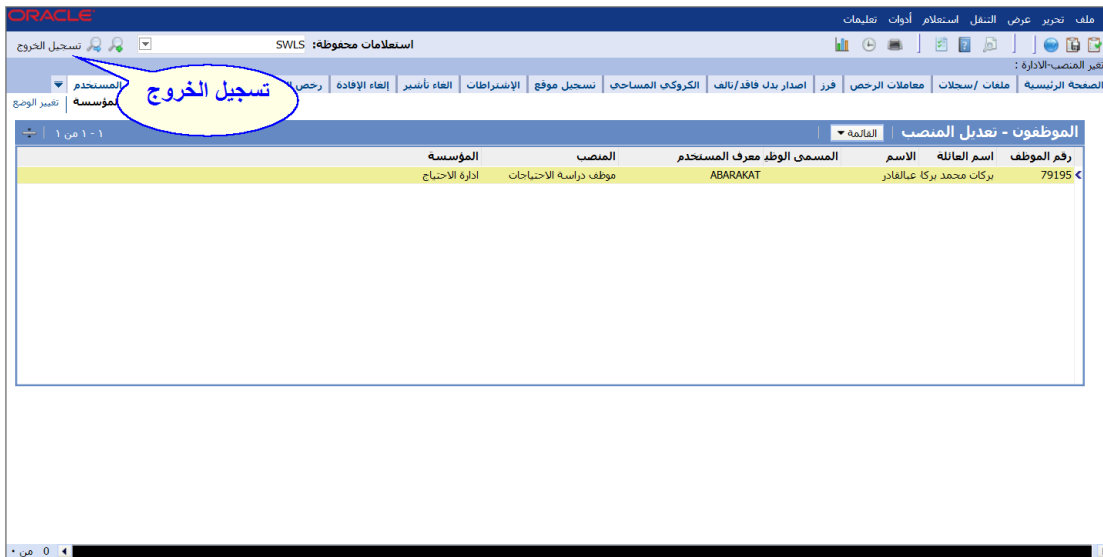 ORACLE
ملف تحرير عرض التنقل استعلام أدوات تعليمات
استعلامات محفوظة: SWLS تسجيل الخروج
تغير المنصب-الادارة :
الصفحة الرئيسية ملفات /سجلات معاملات الرخص فرز اصدار بدل فاقد/تالف الكروكي المساحي تسجيل موقع الإشتراطات الغاء تأشير إلغاء الإفادة رخص المستخدم
المؤسسة تغيير الوضع
تسجيل الخروج
الموظفون - تعديل المنصب القائمة ١ - ١ من ١
رقم الموظف اسم العائلة الاسم المسمى الوظي معرف المستخدم المنصب المؤسسة
79195 بركات محمد بركا عبالقادر ABARAKAT موظف دراسة الاحتياجات ادارة الاحتياج
0 من ٠